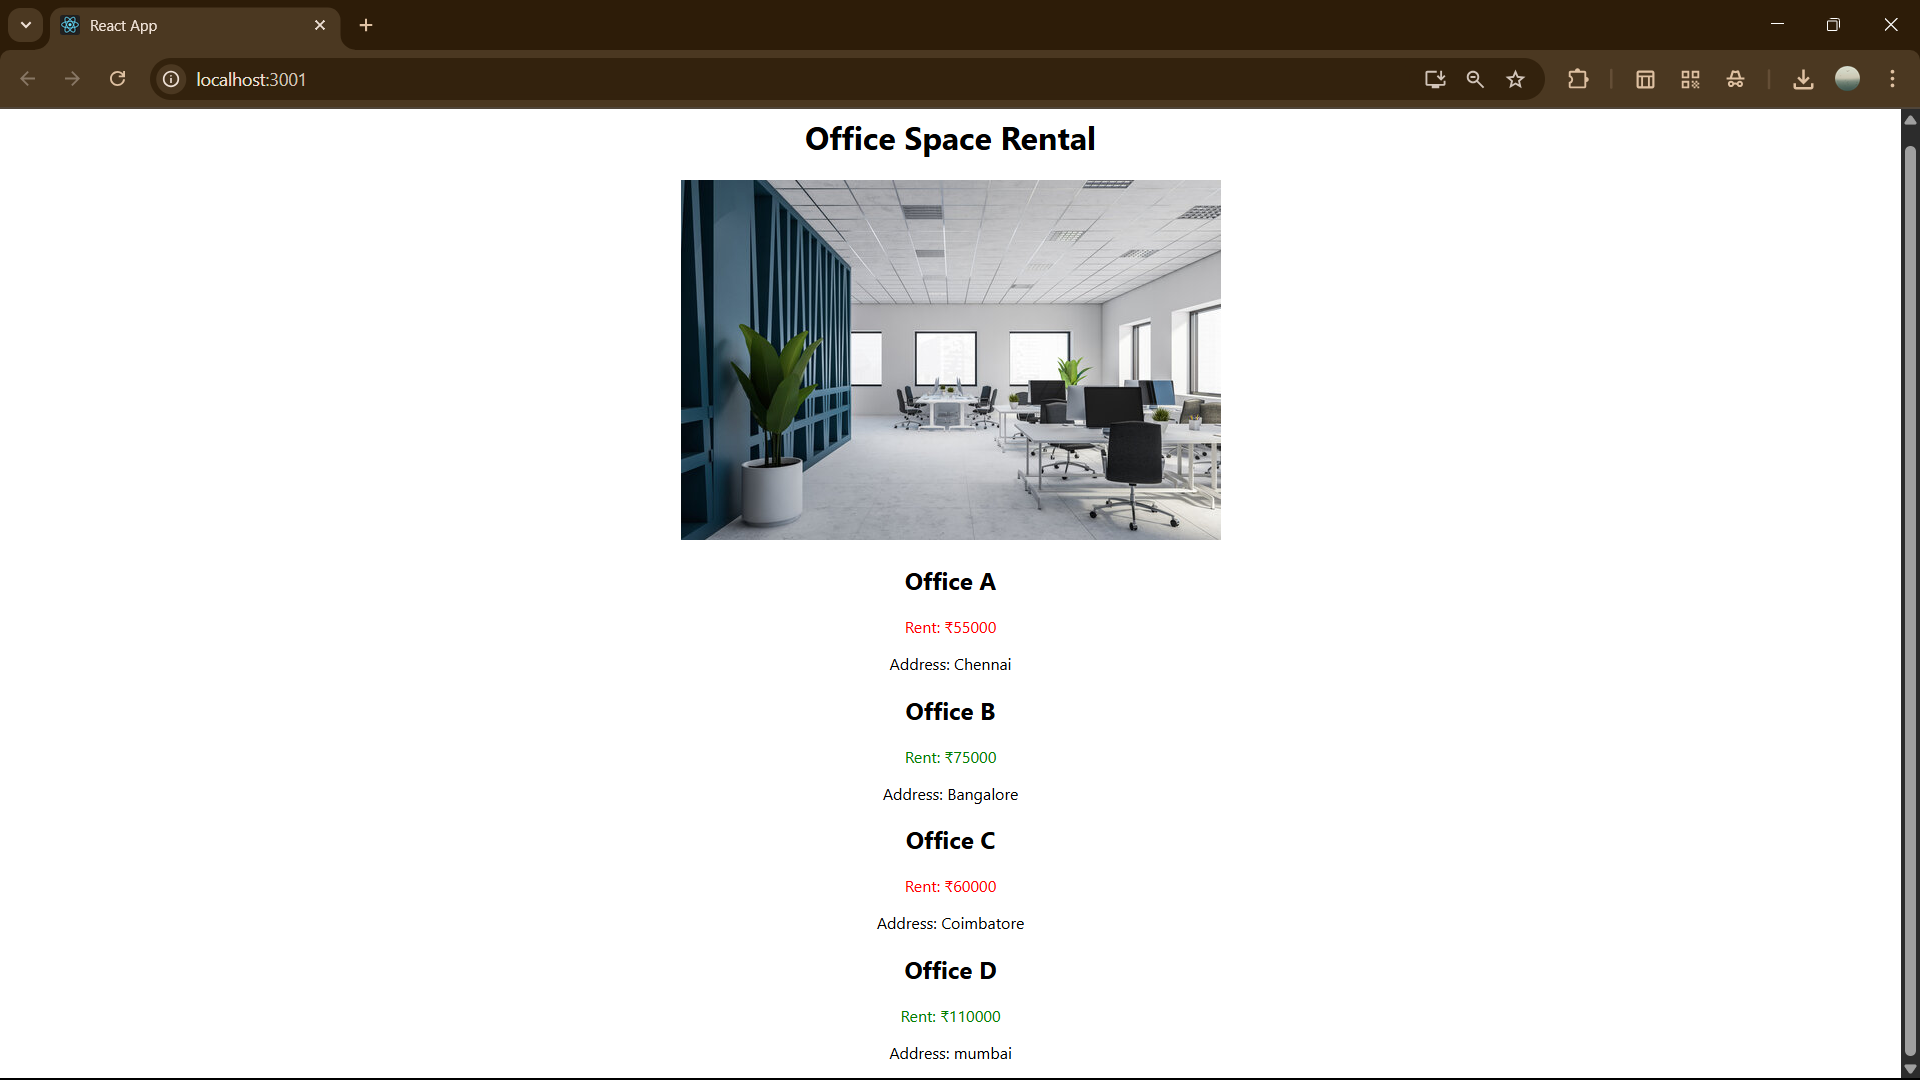 React App
localhost:3001
Office Space Rental
Office A
Rent: ₹55000
Address: Chennai
Office B
Rent: ₹75000
Address: Bangalore
Office C
Rent: ₹60000
Address: Coimbatore
Office D
Rent: ₹110000
Address: mumbai